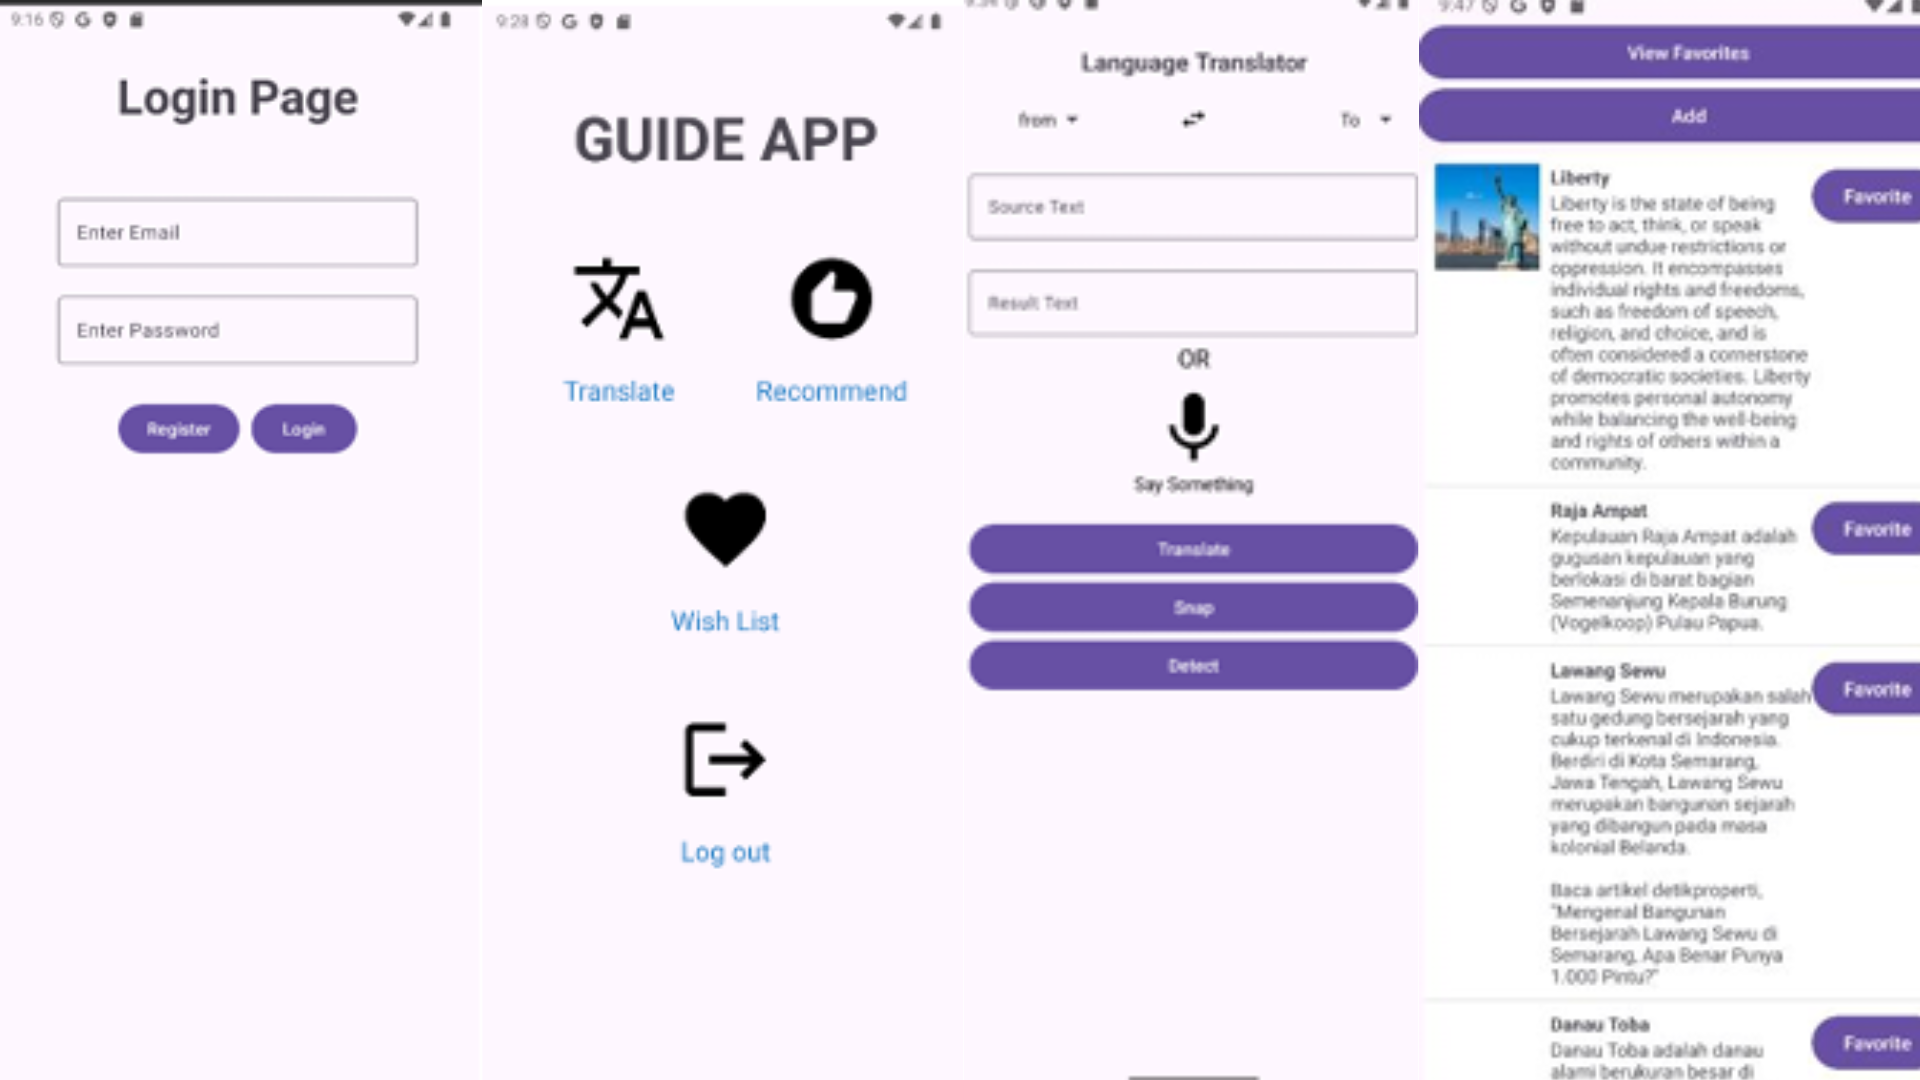 9:16
Login Page
Enter Email
Enter Password
Register
Login
9:28
GUIDE APP
Translate
Recommend
Wish List
Log out
Language Translator
from
To
Source Text
Result Text
OR
Say Something
Translate
Snap
Detect
9:47
View Favorites
Add
Liberty
Liberty is the state of being
free to act, think, or speak
without undue restrictions or
oppression. It encompasses
individual rights and freedoms,
such as freedom of speech,
religion, and choice, and is
often considered a cornerstone
of democratic societies. Liberty
promotes personal autonomy
while balancing the well-being
and rights of others within a
community.
Favorite
Raja Ampat
Kepulauan Raja Ampat adalah
gugusan kepulauan yang
berlokasi di barat bagian
Semenanjung Kepala Burung
(Vogelkoop) Pulau Papua.
Favorite
Lawang Sewu
Lawang Sewu merupakan salah
satu gedung bersejarah yang
cukup terkenal di Indonesia.
Berdiri di Kota Semarang,
Jawa Tengah, Lawang Sewu
merupakan bangunan sejarah
yang dibangun pada masa
kolonial Belanda.
Baca artikel detikproperti,
"Mengenal Bangunan
Bersejarah Lawang Sewu di
Semarang, Apa Benar Punya
1.000 Pintu?"
Favorite
Danau Toba
Danau Toba adalah danau
alami berukuran besar di
Favorite